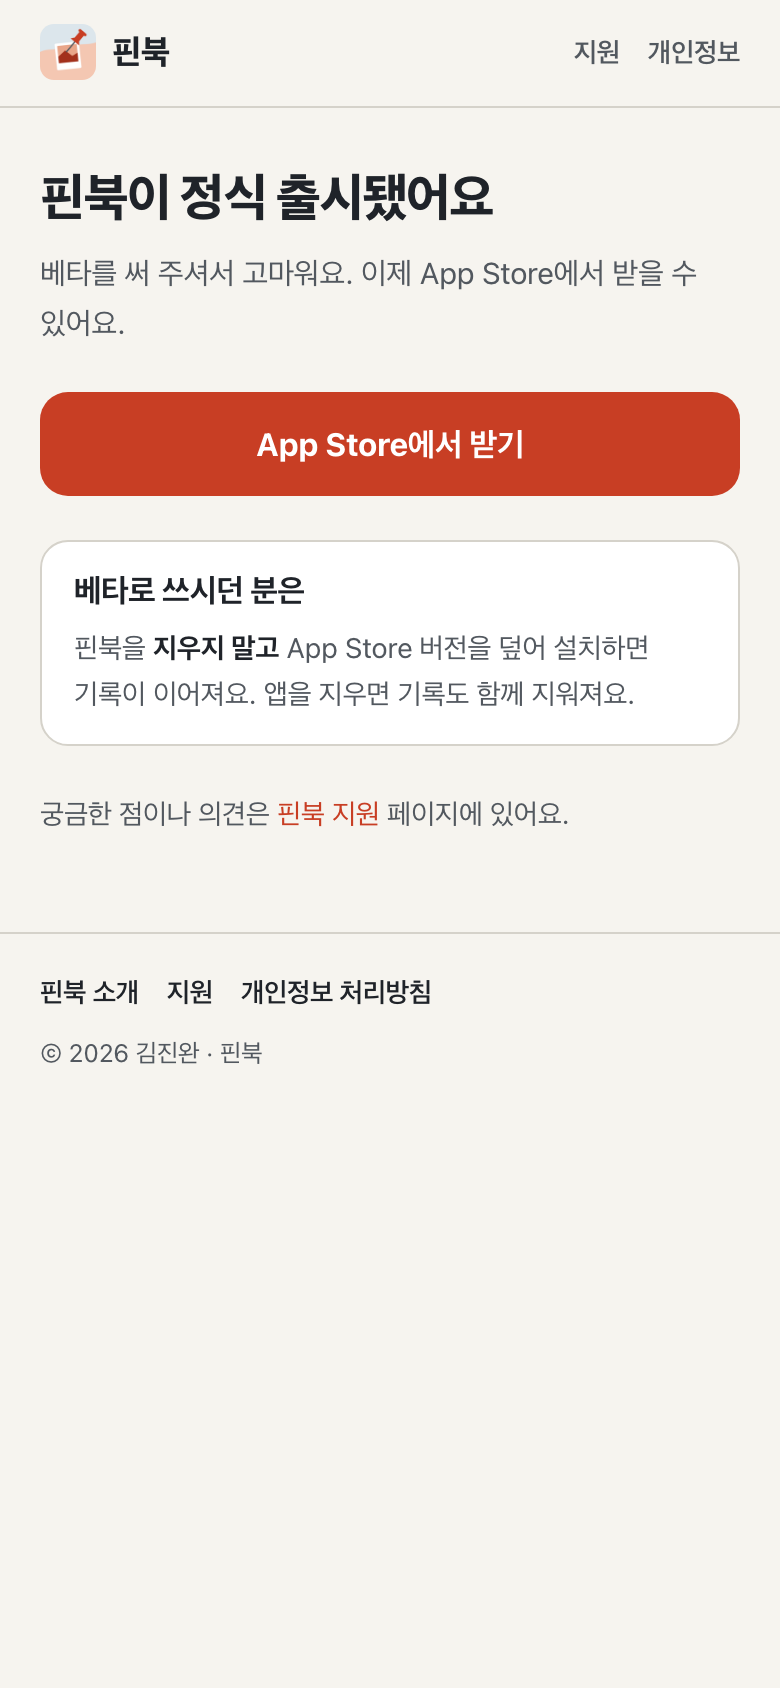 핀북
지원 개인정보
핀북이 정식 출시됐어요
베타를 써 주셔서 고마워요. 이제 App Store에서 받을 수
있어요.
App Store에서 받기
베타로 쓰시던 분은
핀북을 지우지 말고 App Store 버전을 덮어 설치하면
기록이 이어져요. 앱을 지우면 기록도 함께 지워져요.
궁금한 점이나 의견은 핀북 지원 페이지에 있어요.
핀북 소개 지원 개인정보 처리방침
© 2026 김진완 · 핀북